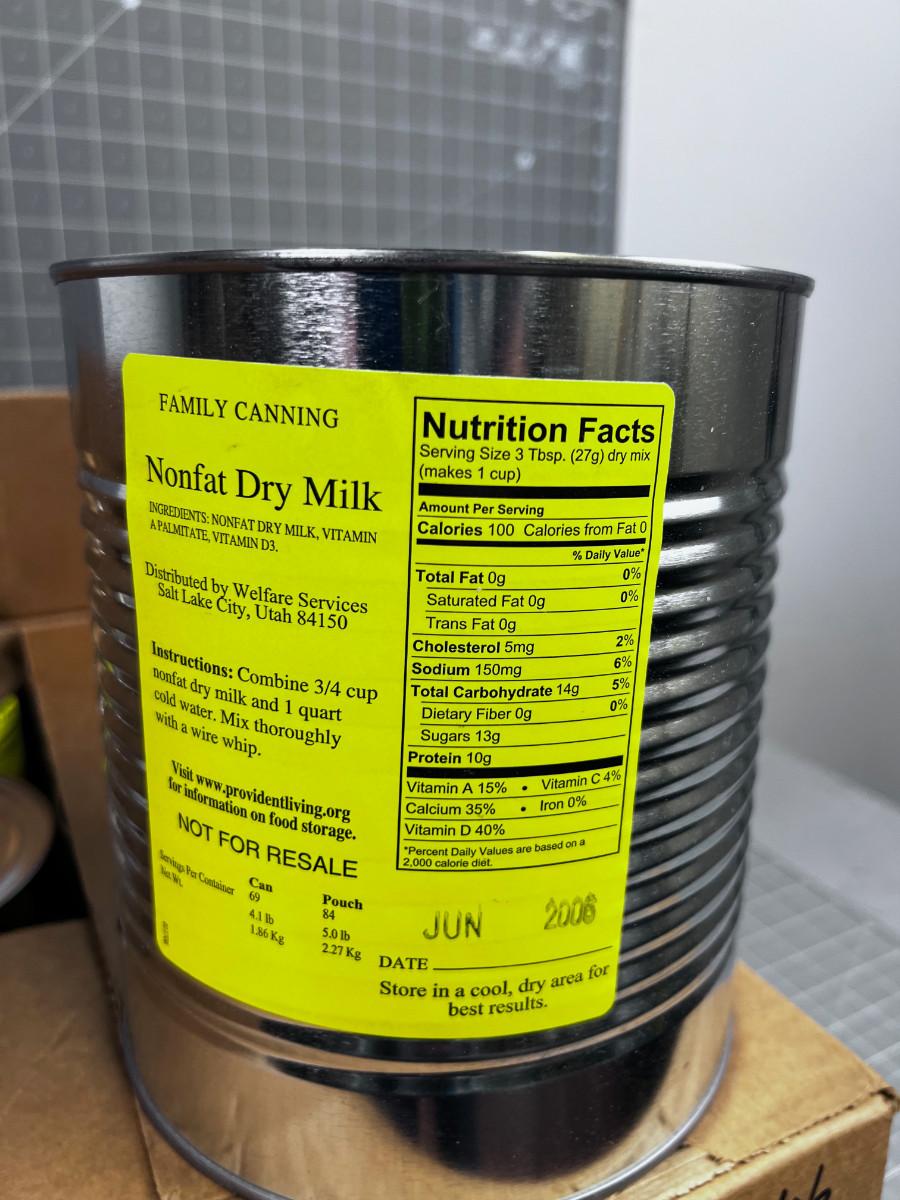 FAMILY CANNING
Nonfat Dry Milk
INGREDIENTS: NONFAT DRY MILK, VITAMIN
A PALMITATE, VITAMIN D3.
Distributed by Welfare Services
Salt Lake City, Utah 84150
Instructions: Combine 3/4 cup
nonfat dry milk and 1 quart
cold water. Mix thoroughly
with a wire whip.
Visit www.providentliving.org
for information on food storage.
NOT FOR RESALE
Can Pouch
Servings Per Container 69 84
Net Wt. 4.1 lb 5.0 lb
1.86 Kg 2.27 Kg
Nutrition Facts
Serving Size 3 Tbsp. (27g) dry mix
(makes 1 cup)
Amount Per Serving
Calories 100 Calories from Fat 0
% Daily Value*
Total Fat 0g 0%
Saturated Fat 0g 0%
Trans Fat 0g
Cholesterol 5mg 2%
Sodium 150mg 6%
Total Carbohydrate 14g 5%
Dietary Fiber 0g 0%
Sugars 13g
Protein 10g
Vitamin A 15% • Vitamin C 4%
Calcium 35% • Iron 0%
Vitamin D 40%
*Percent Daily Values are based on a
2,000 calorie diet.
JUN 2006
DATE
Store in a cool, dry area for
best results.